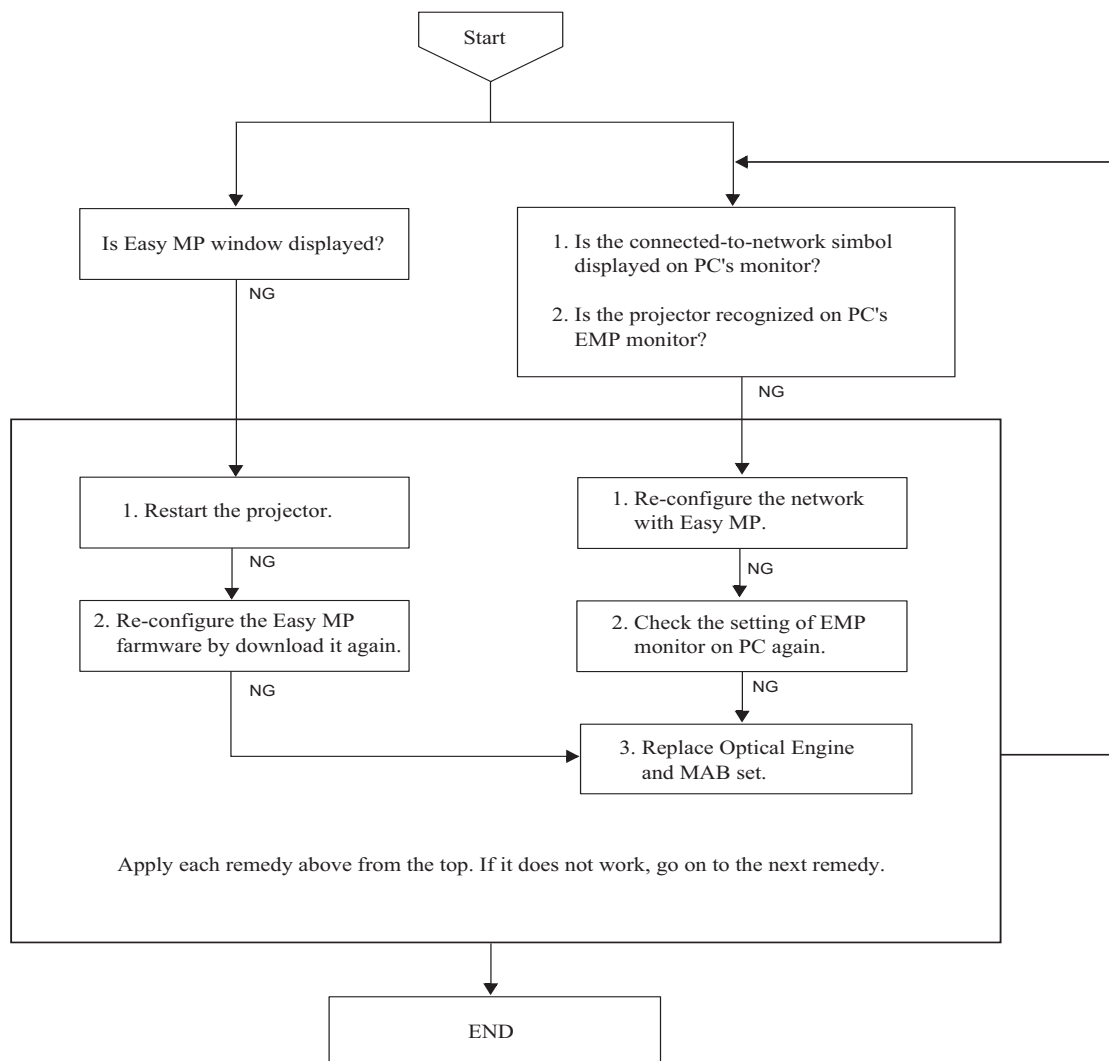 Start
Is Easy MP window displayed?
NG
1. Is the connected-to-network simbol
displayed on PC's monitor?
2. Is the projector recognized on PC's
EMP monitor?
NG
1. Restart the projector.
NG
2. Re-configure the Easy MP
farmware by download it again.
NG
1. Re-configure the network
with Easy MP.
NG
2. Check the setting of EMP
monitor on PC again.
NG
3. Replace Optical Engine
and MAB set.
Apply each remedy above from the top. If it does not work, go on to the next remedy.
END